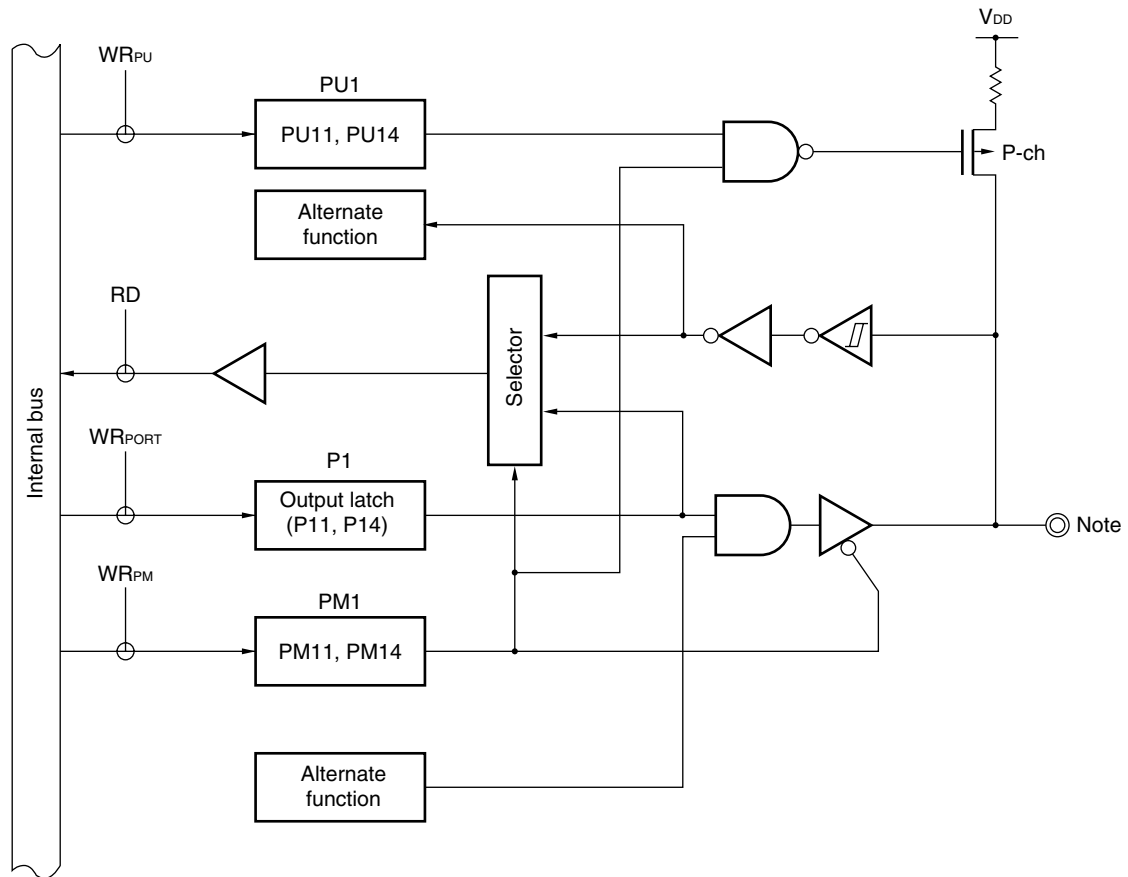 VDD
WRPU
PU1
PU11, PU14
P-ch
Alternate
function
RD
Selector
Internal bus
WRPORT
P1
Output latch
(P11, P14)
Note
WRPM
PM1
PM11, PM14
Alternate
function